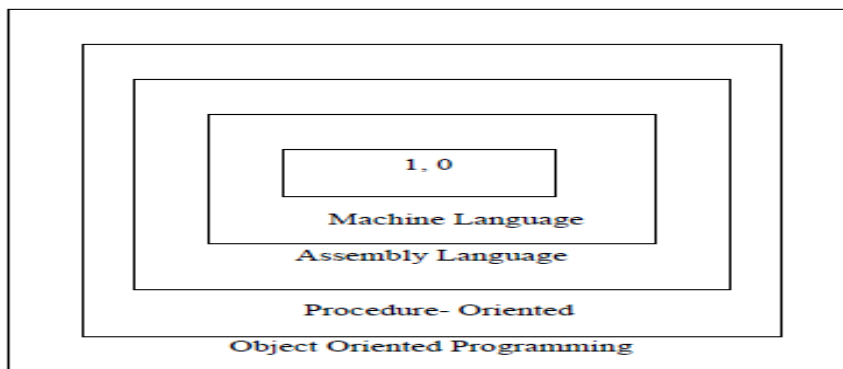 1, 0
Machine Language
Assembly Language
Procedure- Oriented
Object Oriented Programming